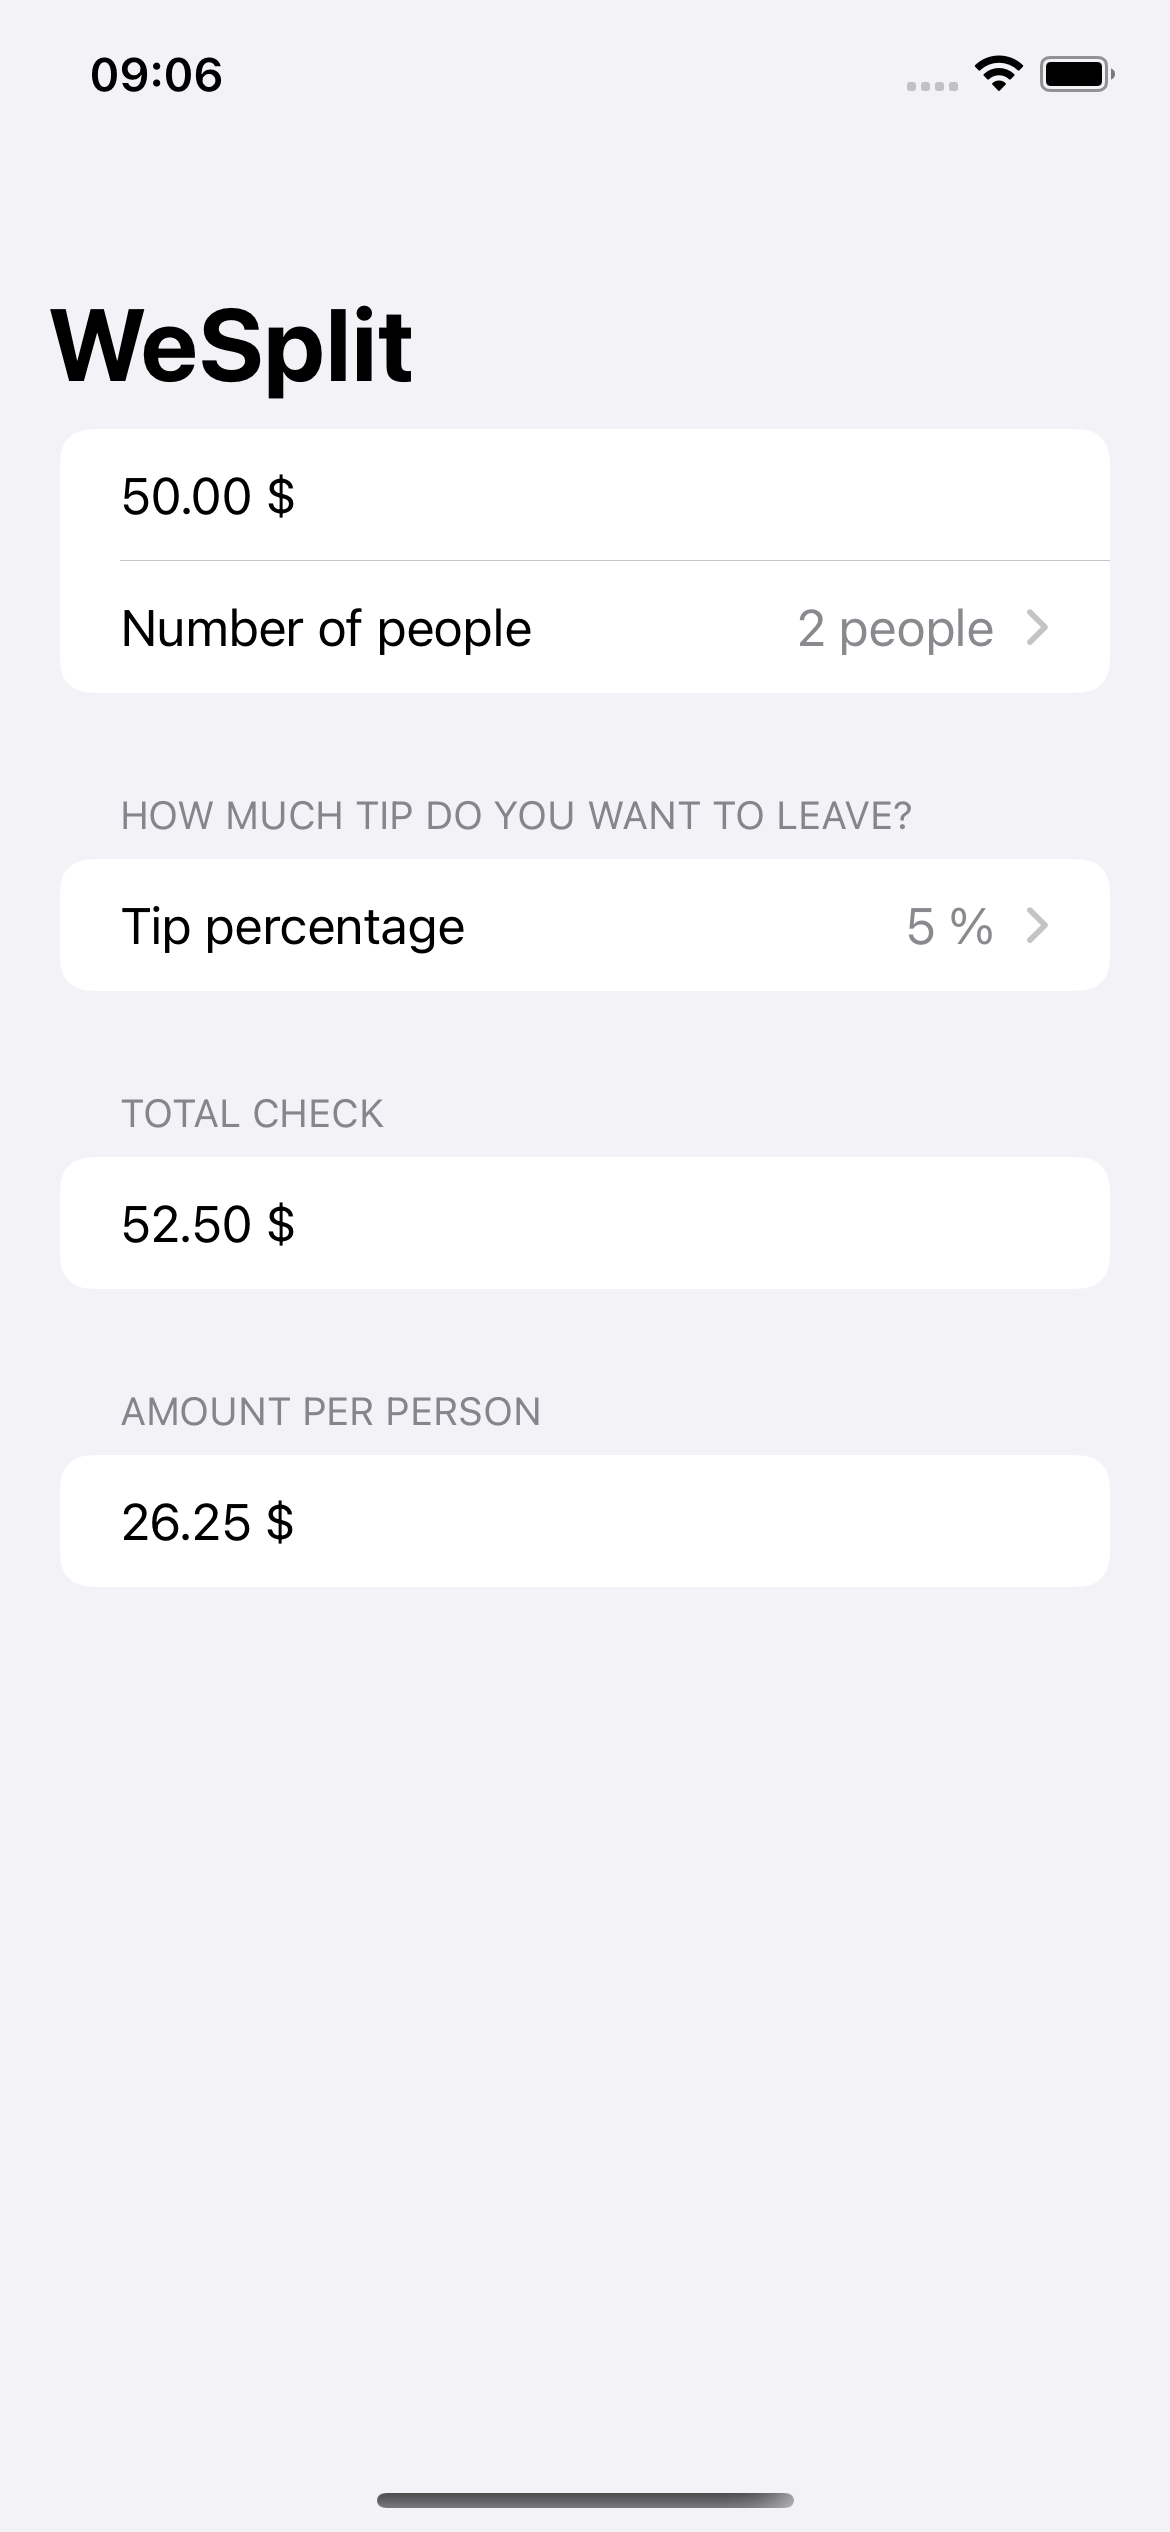 09:06
WeSplit
50.00 $
Number of people 2 people
HOW MUCH TIP DO YOU WANT TO LEAVE?
Tip percentage 5 %
TOTAL CHECK
52.50 $
AMOUNT PER PERSON
26.25 $